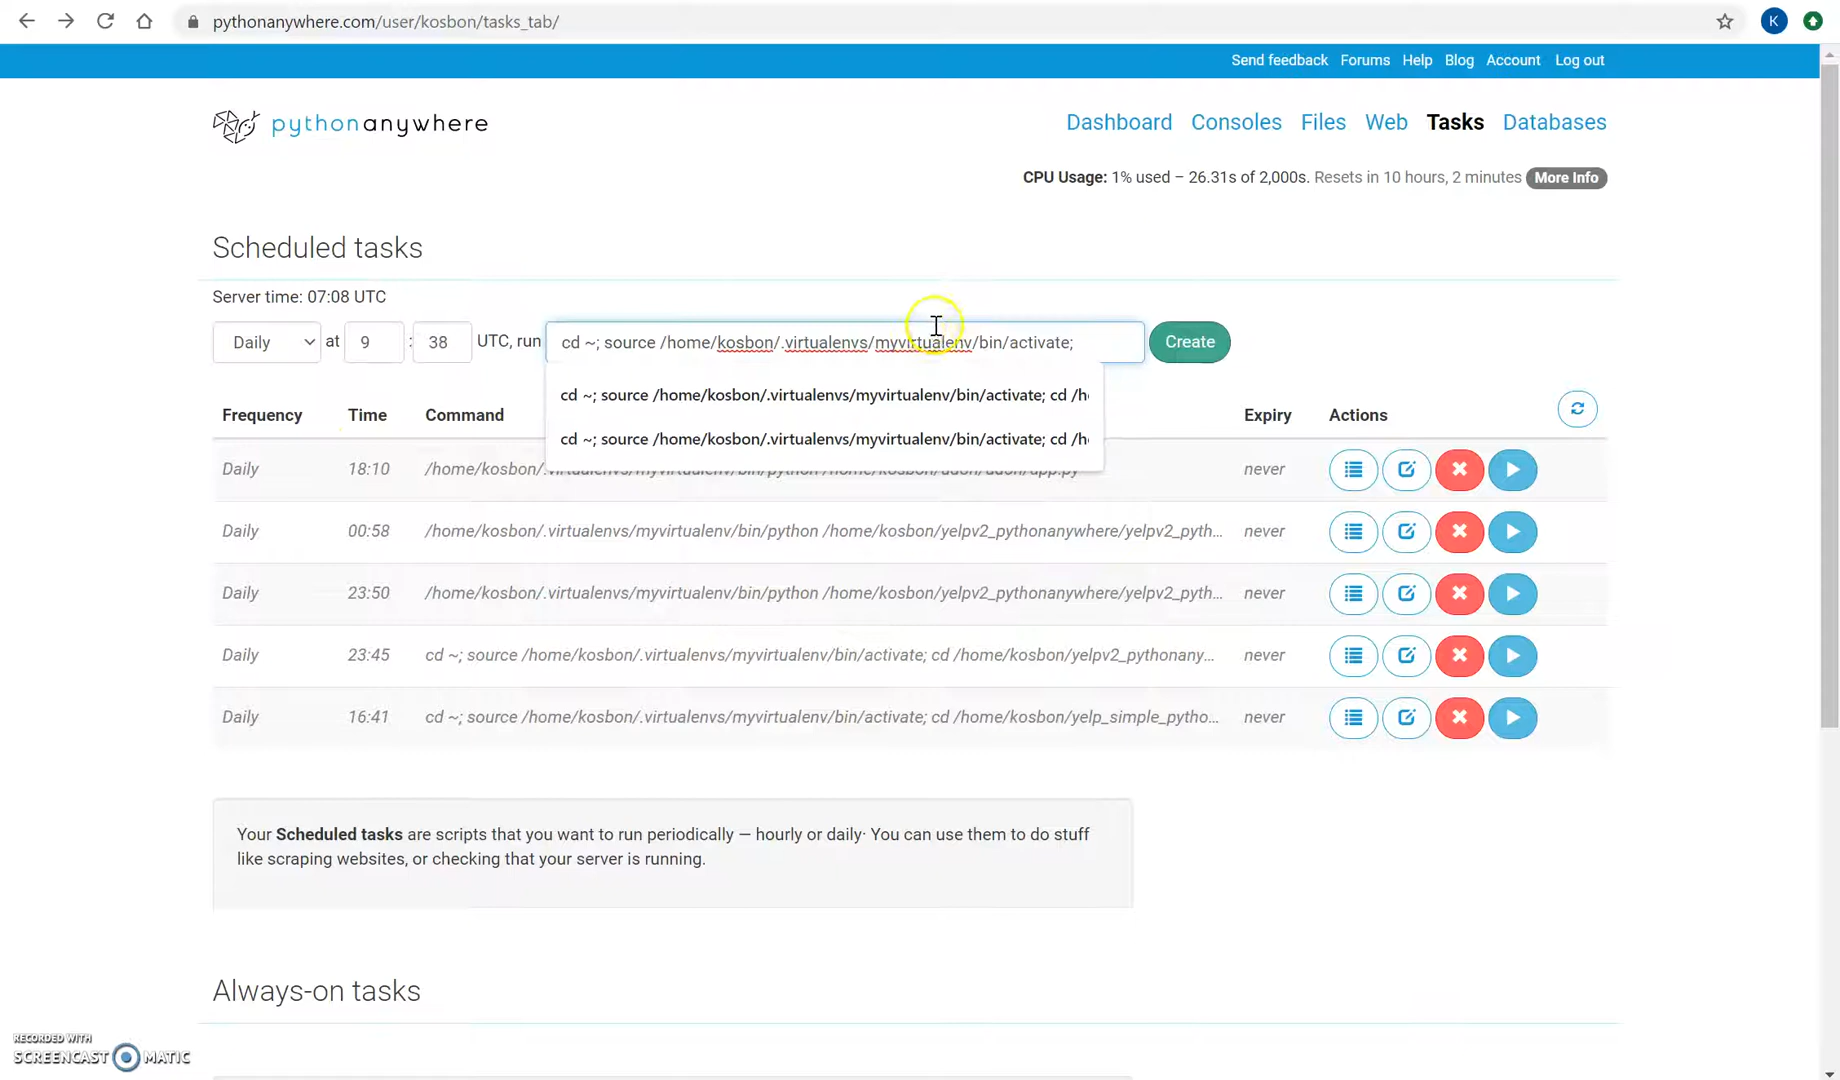 pythonanywhere.com/user/kosbon/tasks_tab/
K
Send feedback Forums Help Blog Account Log out
pythonanywhere
Dashboard Consoles Files Web Tasks Databases
CPU Usage: 1% used – 26.31s of 2,000s. Resets in 10 hours, 2 minutes More Info
Scheduled tasks
Server time: 07:08 UTC
Daily at 9 : 38 UTC, run cd ~; source /home/kosbon/.virtualenvs/myvirtualenv/bin/activate; Create
cd ~; source /home/kosbon/.virtualenvs/myvirtualenv/bin/activate; cd /h
cd ~; source /home/kosbon/.virtualenvs/myvirtualenv/bin/activate; cd /h
Frequency Time Command Expiry Actions
Daily 18:10 /home/kosbon/.virtualenvs/myvirtualenv/bin/python never
Daily 00:58 /home/kosbon/.virtualenvs/myvirtualenv/bin/python /home/kosbon/yelpv2_pythonanywhere/yelpv2_pyth... never
Daily 23:50 /home/kosbon/.virtualenvs/myvirtualenv/bin/python /home/kosbon/yelpv2_pythonanywhere/yelpv2_pyth... never
Daily 23:45 cd ~; source /home/kosbon/.virtualenvs/myvirtualenv/bin/activate; cd /home/kosbon/yelpv2_pythonany... never
Daily 16:41 cd ~; source /home/kosbon/.virtualenvs/myvirtualenv/bin/activate; cd /home/kosbon/yelp_simple_pytho... never
Your Scheduled tasks are scripts that you want to run periodically — hourly or daily· You can use them to do stuff
like scraping websites, or checking that your server is running.
Always-on tasks
RECORDED WITH
SCREENCAST MATIC